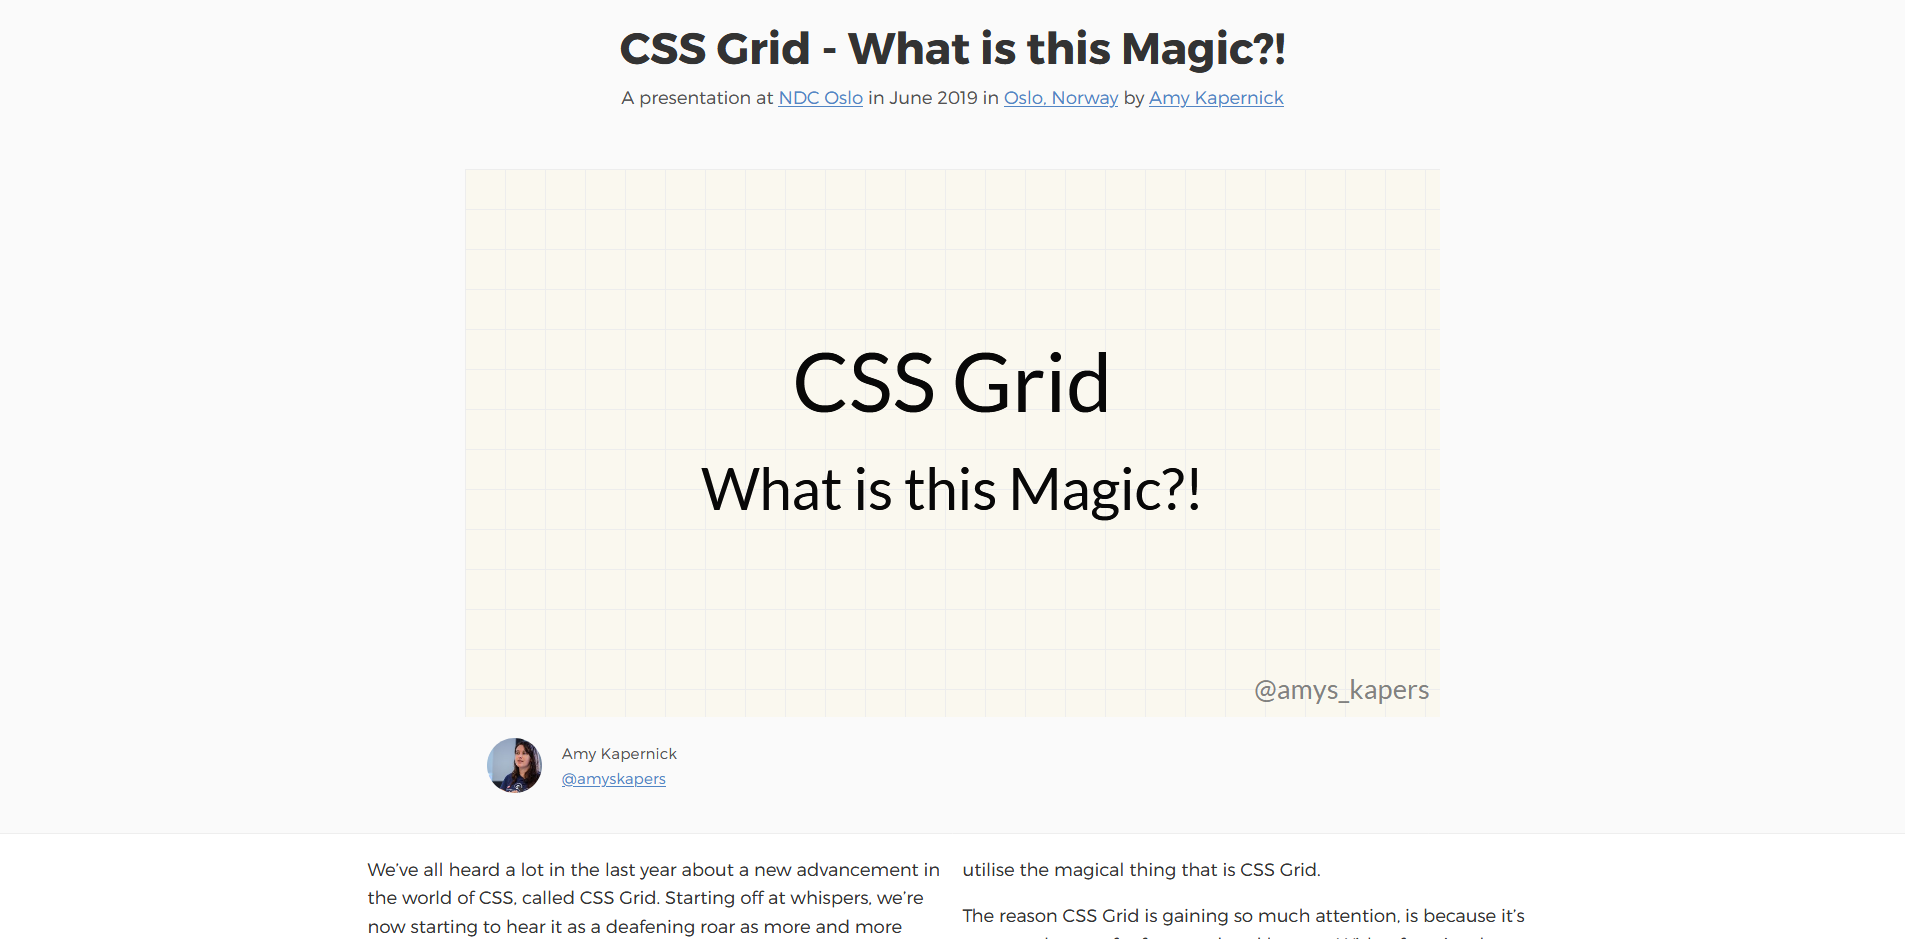 CSS Grid - What is this Magic?!
A presentation at NDC Oslo in June 2019 in Oslo, Norway by Amy Kapernick
CSS Grid
What is this Magic?!
@amys_kapers
Amy Kapernick
@amyskapers
We’ve all heard a lot in the last year about a new advancement in
the world of CSS, called CSS Grid. Starting off at whispers, we’re
now starting to hear it as a deafening roar as more and more
utilise the magical thing that is CSS Grid.
The reason CSS Grid is gaining so much attention, is because it’s